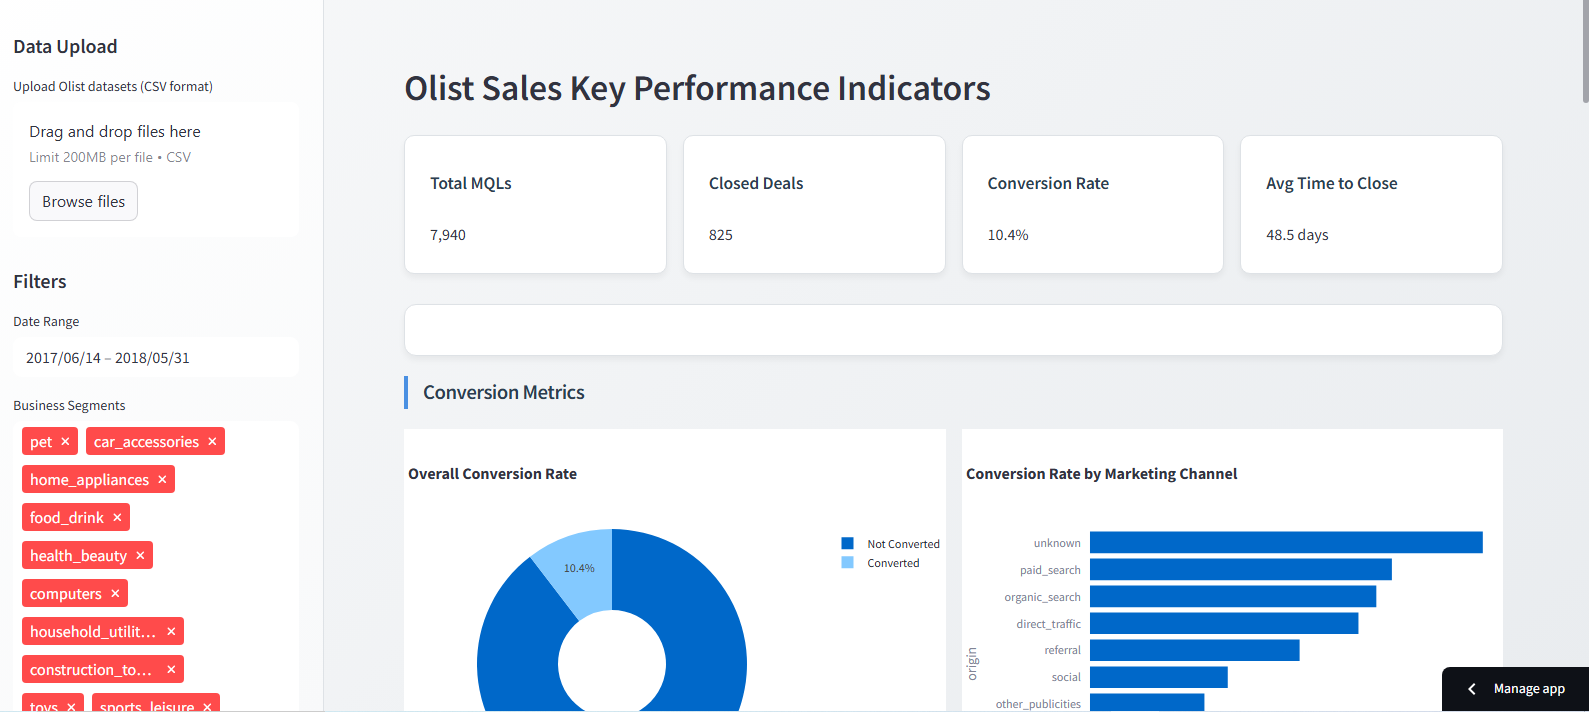 Data Upload
Upload Olist datasets (CSV format)
Drag and drop files here
Limit 200MB per file • CSV
Browse files
Filters
Date Range
2017/06/14 – 2018/05/31
Business Segments
pet × car_accessories ×
home_appliances ×
food_drink ×
health_beauty ×
computers ×
household_utilit... ×
construction_to... ×
toys × sports_leisure ×
Olist Sales Key Performance Indicators
Total MQLs
7,940
Closed Deals
825
Conversion Rate
10.4%
Avg Time to Close
48.5 days
Conversion Metrics
Overall Conversion Rate
10.4%
Not Converted
Converted
Conversion Rate by Marketing Channel
unknown
paid_search
organic_search
direct_traffic
referral
social
other_publicities
origin
Manage app